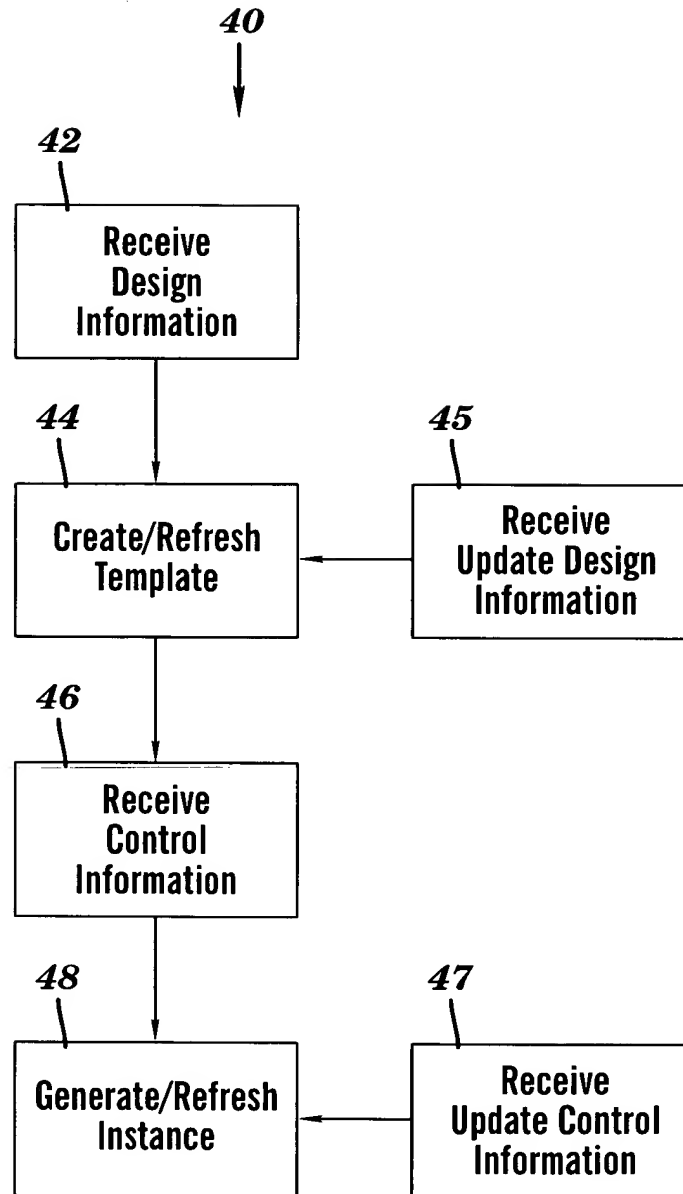 40
42
Receive
Design
Information
44
Create/Refresh
Template
45
Receive
Update Design
Information
46
Receive
Control
Information
48
Generate/Refresh
Instance
47
Receive
Update Control
Information